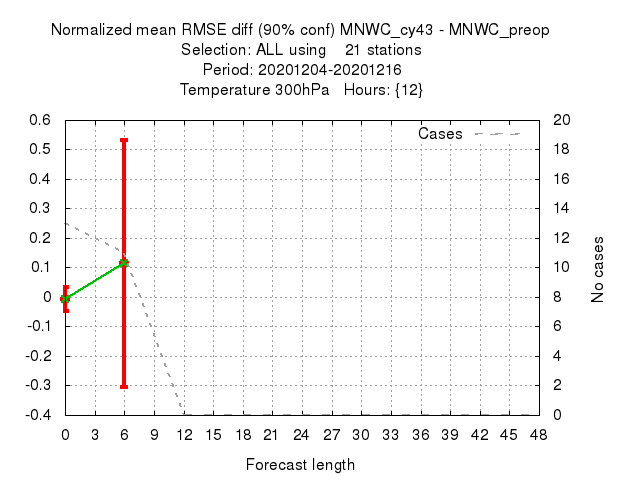 Normalized mean RMSE diff (90% conf) MNWC_cy43 - MNWC_preop
Selection: ALL using    21 stations
Period: 20201204-20201216
Temperature 300hPa   Hours: {12}
Cases
0.6
0.5
0.4
0.3
0.2
0.1
0
-0.1
-0.2
-0.3
-0.4
20
18
16
14
12
10
8
6
4
2
0
No cases
0 3 6 9 12 15 18 21 24 27 30 33 36 39 42 45 48
Forecast length